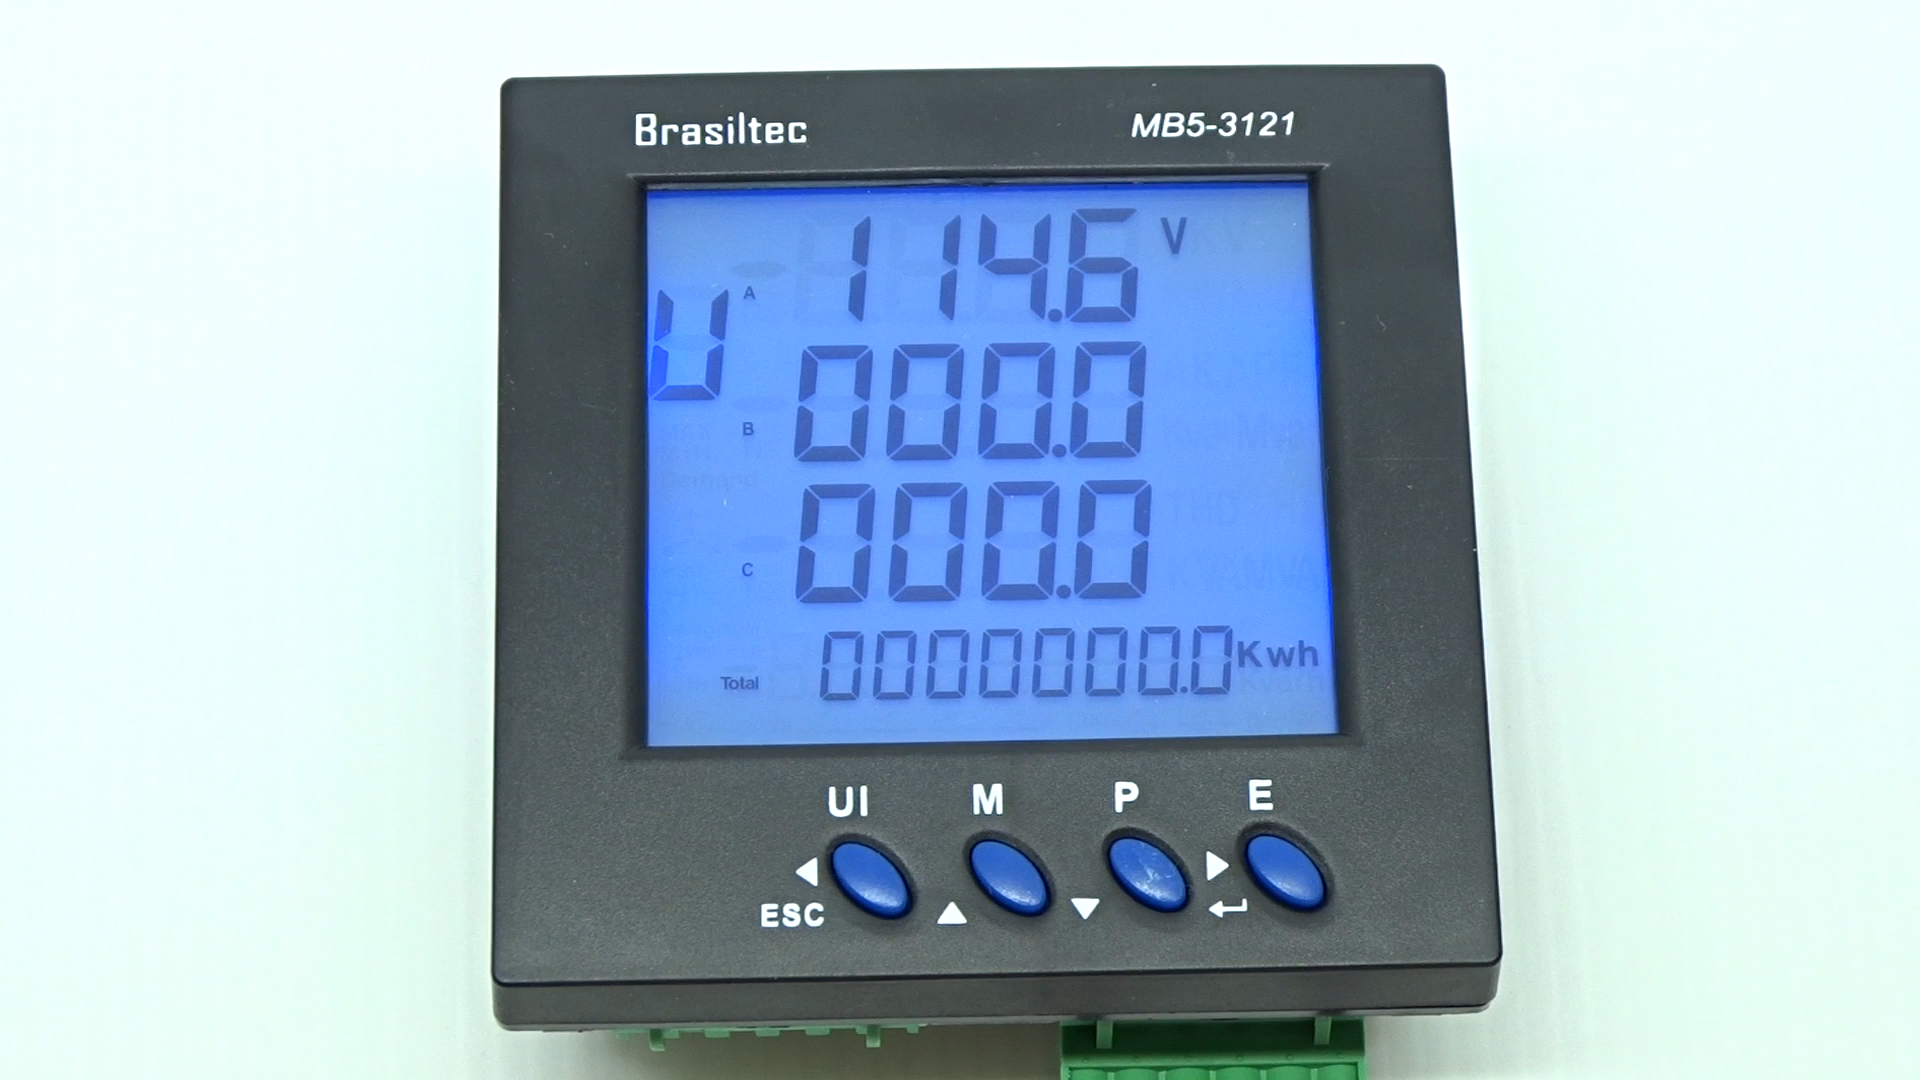 Brasiltec MB5-3121
114.6 V
A
U
000.0
B
000.0
C
0000000.0 Kwh
Total
UI M P E
ESC